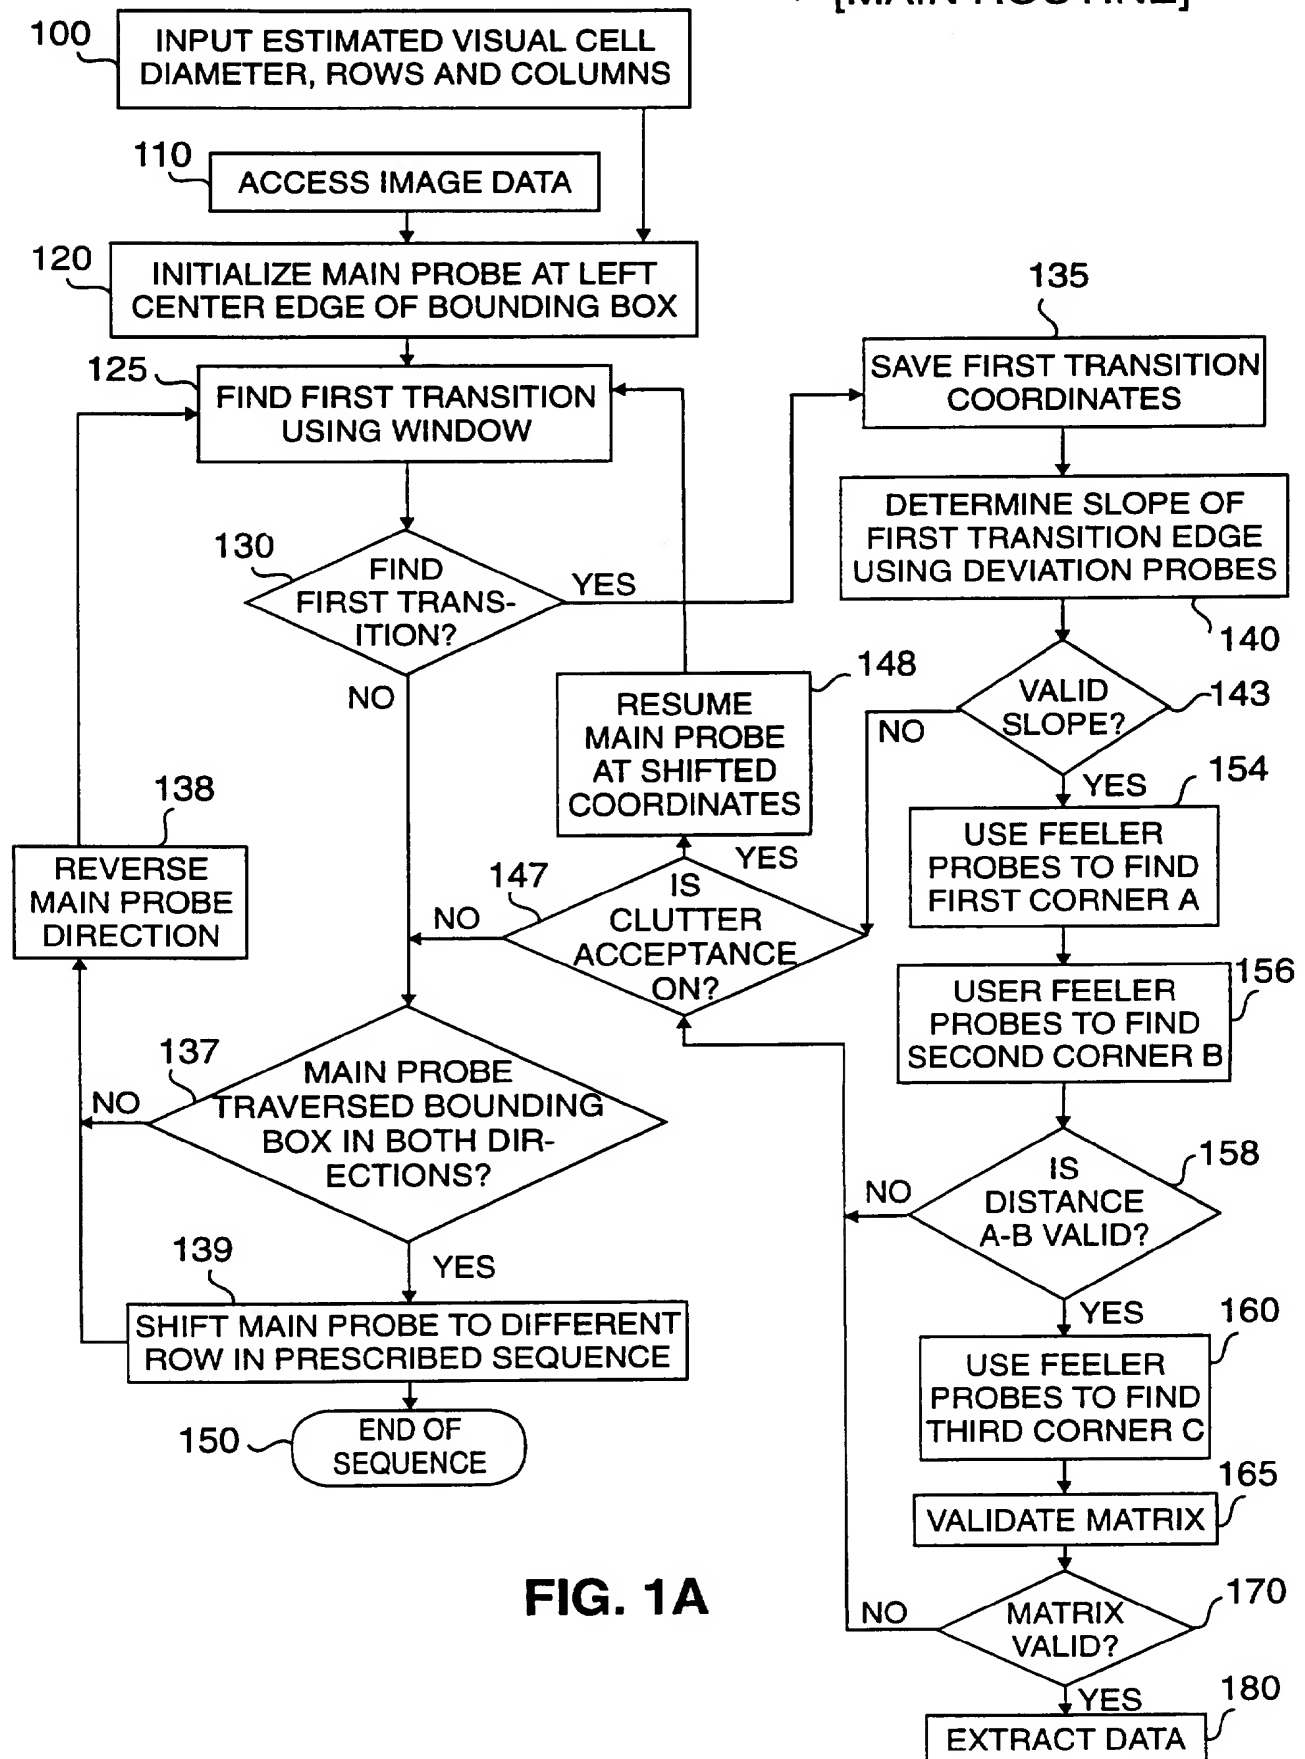 [MAIN ROUTINE]
100
INPUT ESTIMATED VISUAL CELL
DIAMETER, ROWS AND COLUMNS
110
ACCESS IMAGE DATA
120
INITIALIZE MAIN PROBE AT LEFT
CENTER EDGE OF BOUNDING BOX
125
FIND FIRST TRANSITION
USING WINDOW
130
FIND
FIRST TRANS-
ITION?
YES
NO
135
SAVE FIRST TRANSITION
COORDINATES
DETERMINE SLOPE OF
FIRST TRANSITION EDGE
USING DEVIATION PROBES
140
VALID
SLOPE?
143
NO
YES
148
RESUME
MAIN PROBE
AT SHIFTED
COORDINATES
YES
147
IS
CLUTTER
ACCEPTANCE
ON?
NO
138
REVERSE
MAIN PROBE
DIRECTION
137
MAIN PROBE
TRAVERSED BOUNDING
BOX IN BOTH DIR-
ECTIONS?
NO
YES
139
SHIFT MAIN PROBE TO DIFFERENT
ROW IN PRESCRIBED SEQUENCE
150
END OF
SEQUENCE
154
USE FEELER
PROBES TO FIND
FIRST CORNER A
156
USER FEELER
PROBES TO FIND
SECOND CORNER B
158
IS
DISTANCE
A-B VALID?
NO
YES
160
USE FEELER
PROBES TO FIND
THIRD CORNER C
165
VALIDATE MATRIX
170
MATRIX
VALID?
NO
YES
180
EXTRACT DATA
FIG. 1A